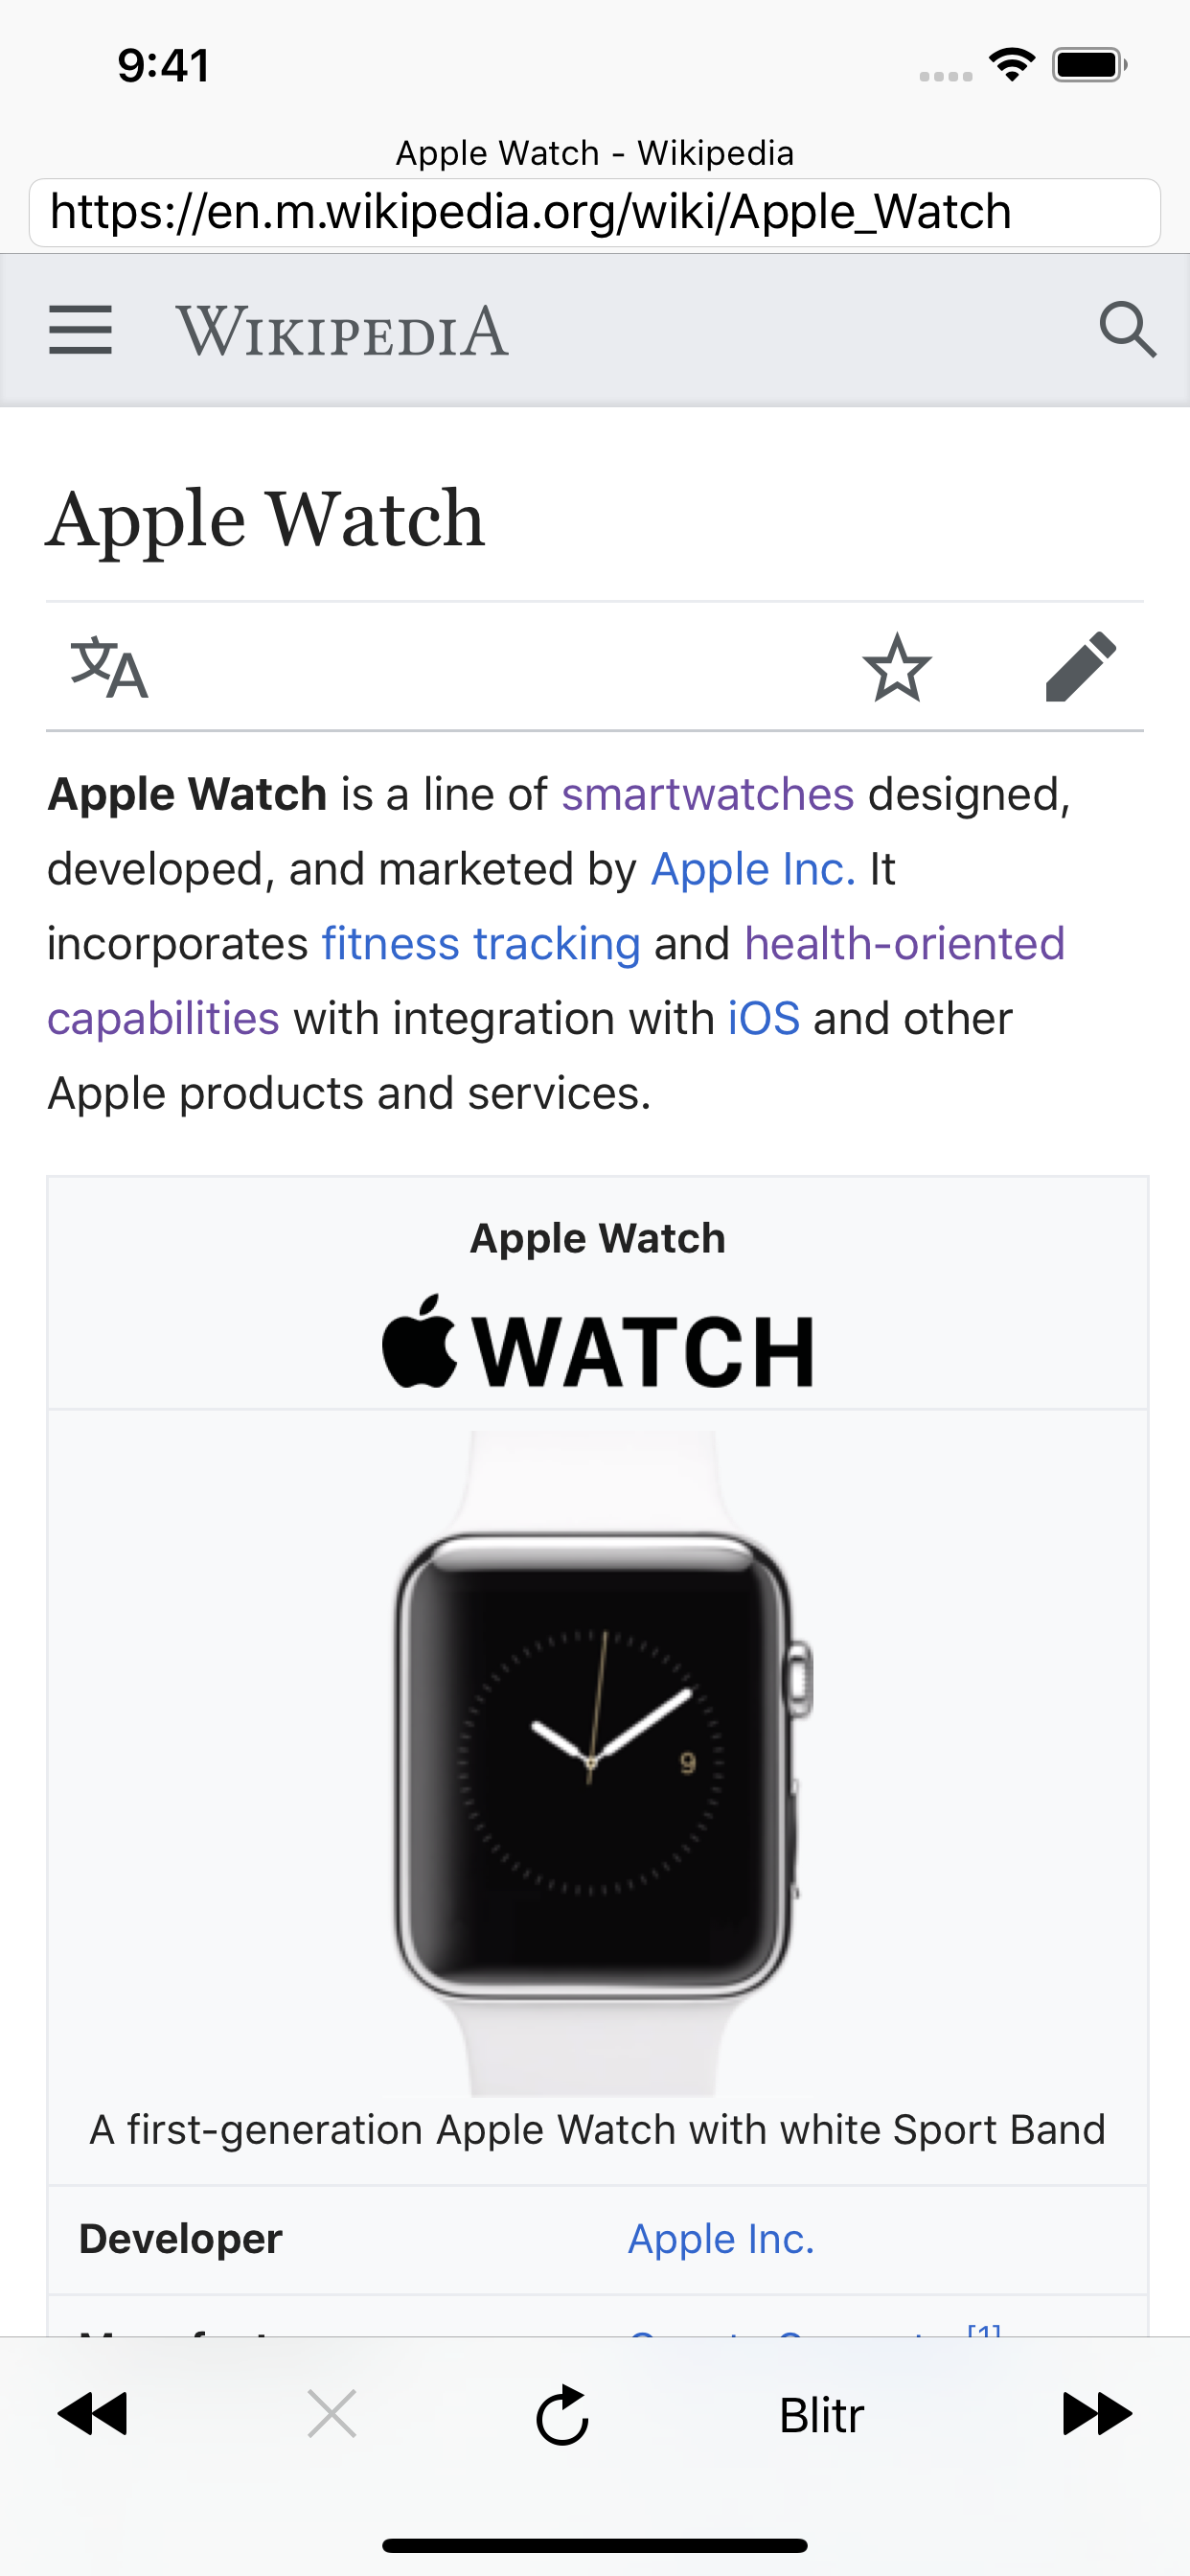 9:41
Apple Watch - Wikipedia
https://en.m.wikipedia.org/wiki/Apple_Watch
WIKIPEDIA
Apple Watch
文A
Apple Watch is a line of smartwatches designed,
developed, and marketed by Apple Inc. It
incorporates fitness tracking and health-oriented
capabilities with integration with iOS and other
Apple products and services.
Apple Watch
WATCH
9
A first-generation Apple Watch with white Sport Band
Developer Apple Inc.
[1]
Blitr